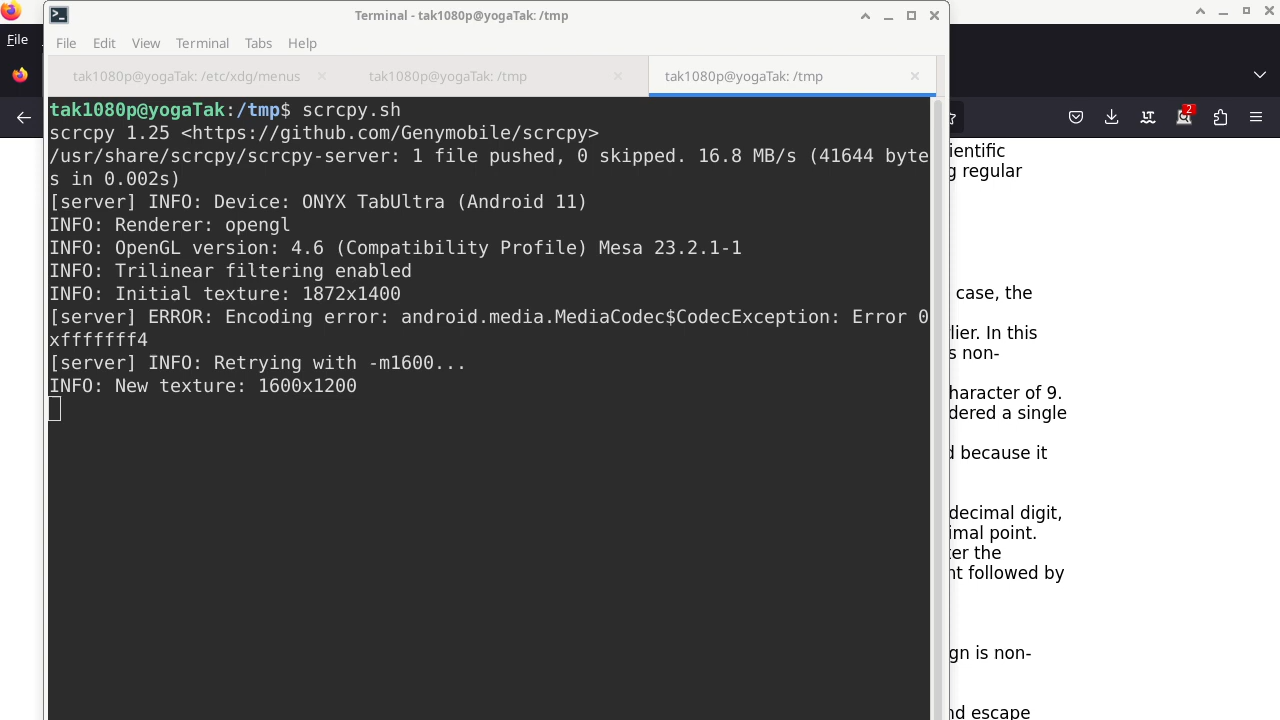 Terminal - tak1080p@yogaTak: /tmp
File
File Edit View Terminal Tabs Help
tak1080p@yogaTak: /etc/xdg/menus
tak1080p@yogaTak: /tmp
tak1080p@yogaTak: /tmp
2
tak1080p@yogaTak:/tmp$ scrcpy.sh
scrcpy 1.25 <https://github.com/Genymobile/scrcpy>
/usr/share/scrcpy/scrcpy-server: 1 file pushed, 0 skipped. 16.8 MB/s (41644 byte
s in 0.002s)
[server] INFO: Device: ONYX TabUltra (Android 11)
INFO: Renderer: opengl
INFO: OpenGL version: 4.6 (Compatibility Profile) Mesa 23.2.1-1
INFO: Trilinear filtering enabled
INFO: Initial texture: 1872x1400
[server] ERROR: Encoding error: android.media.MediaCodec$CodecException: Error 0
xfffffff4
[server] INFO: Retrying with -m1600...
INFO: New texture: 1600x1200
ientific
g regular
case, the
lier. In this
s non-
haracter of 9.
dered a single
d because it
decimal digit,
imal point.
ter the
nt followed by
gn is non-
nd escape